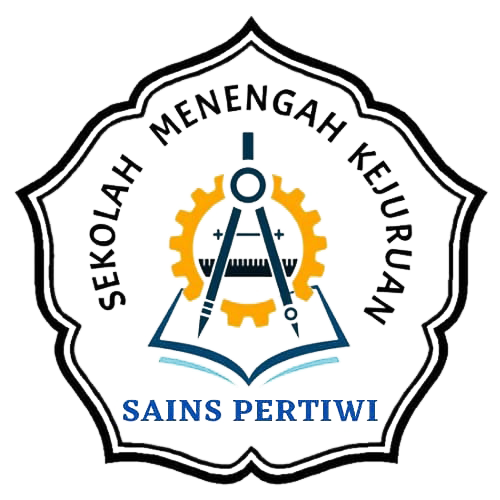 SEKOLAH MENENGAH KEJURUAN
+ — +
SAINS PERTIWI